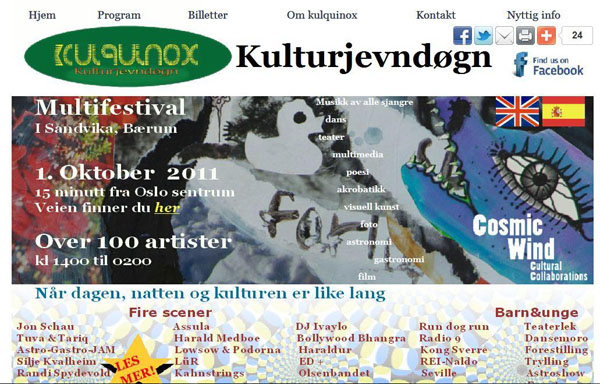 Hjem Program Billetter Om kulquinox Kontakt Nyttig info
24
KULQUINOX
Kulturjevndøgn
Kulturjevndøgn
Find us on
Facebook
Multifestival
I Sandvika, Bærum
1. Oktober 2011
15 minutt fra Oslo sentrum
Veien finner du her
Over 100 artister
kl 1400 til 0200
Musikk av alle sjangre
dans
teater
multimedia
poesi
akrobatikk
visuell kunst
foto
astronomi
gastronomi
film
Cosmic
Wind
Cultural
Collaborations
Når dagen, natten og kulturen er like lang
Fire scener
Barn&unge
Jon Schau Assula DJ Ivaylo Run dog run Teaterlek
Tuva & Tariq Harald Medboe Bollywood Bhangra Radio 9 Dansemoro
Astro-Gastro-JAM Lowsow & Podorna Haraldur Kong Sverre Forestilling
Silje Kvalheim LüR ED + REI-Naldo Trylling
Randi Spydevold Kahnstrings Olsenbandet Seville Astroshow
LES
MER!